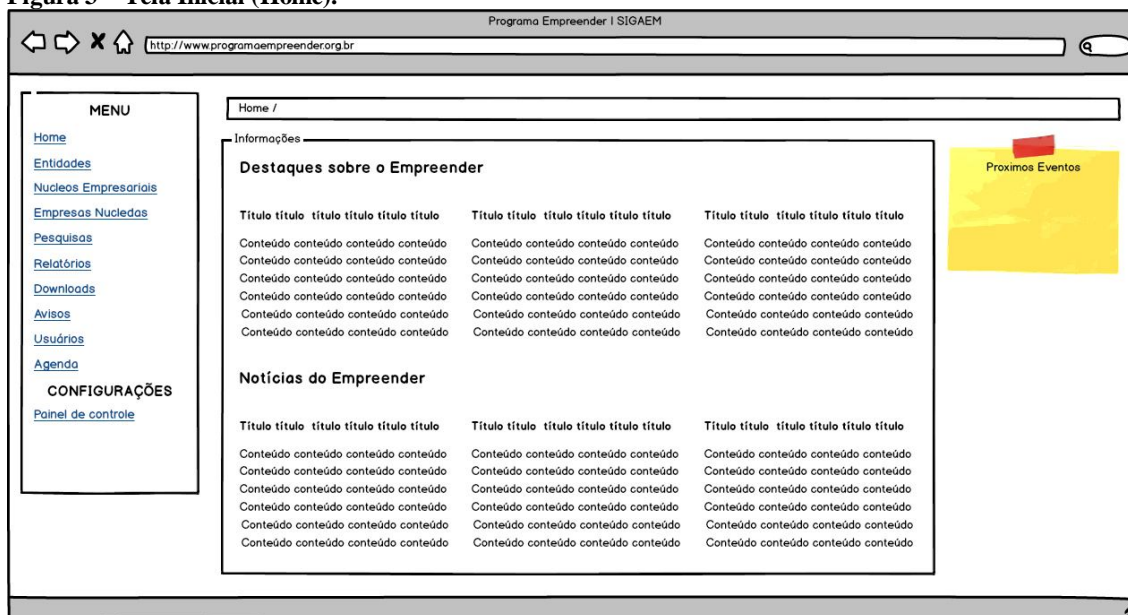 Figura 5 – Tela Inicial (Home).
Programa Empreender | SIGAEM
http://www.programaempreender.org.br
MENU
Home
Entidades
Nucleos Empresariais
Empresas Nucledas
Pesquisas
Relatórios
Downloads
Avisos
Usuários
Agenda
CONFIGURAÇÕES
Painel de controle
Home /
Informações
Destaques sobre o Empreender
Título título título título título título
Conteúdo conteúdo conteúdo conteúdo
Conteúdo conteúdo conteúdo conteúdo
Conteúdo conteúdo conteúdo conteúdo
Conteúdo conteúdo conteúdo conteúdo
Conteúdo conteúdo conteúdo conteúdo
Conteúdo conteúdo conteúdo conteúdo
Título título título título título título
Conteúdo conteúdo conteúdo conteúdo
Conteúdo conteúdo conteúdo conteúdo
Conteúdo conteúdo conteúdo conteúdo
Conteúdo conteúdo conteúdo conteúdo
Conteúdo conteúdo conteúdo conteúdo
Conteúdo conteúdo conteúdo conteúdo
Título título título título título título
Conteúdo conteúdo conteúdo conteúdo
Conteúdo conteúdo conteúdo conteúdo
Conteúdo conteúdo conteúdo conteúdo
Conteúdo conteúdo conteúdo conteúdo
Conteúdo conteúdo conteúdo conteúdo
Conteúdo conteúdo conteúdo conteúdo
Notícias do Empreender
Título título título título título título
Conteúdo conteúdo conteúdo conteúdo
Conteúdo conteúdo conteúdo conteúdo
Conteúdo conteúdo conteúdo conteúdo
Conteúdo conteúdo conteúdo conteúdo
Conteúdo conteúdo conteúdo conteúdo
Conteúdo conteúdo conteúdo conteúdo
Título título título título título título
Conteúdo conteúdo conteúdo conteúdo
Conteúdo conteúdo conteúdo conteúdo
Conteúdo conteúdo conteúdo conteúdo
Conteúdo conteúdo conteúdo conteúdo
Conteúdo conteúdo conteúdo conteúdo
Conteúdo conteúdo conteúdo conteúdo
Título título título título título título
Conteúdo conteúdo conteúdo conteúdo
Conteúdo conteúdo conteúdo conteúdo
Conteúdo conteúdo conteúdo conteúdo
Conteúdo conteúdo conteúdo conteúdo
Conteúdo conteúdo conteúdo conteúdo
Conteúdo conteúdo conteúdo conteúdo
Proximos Eventos